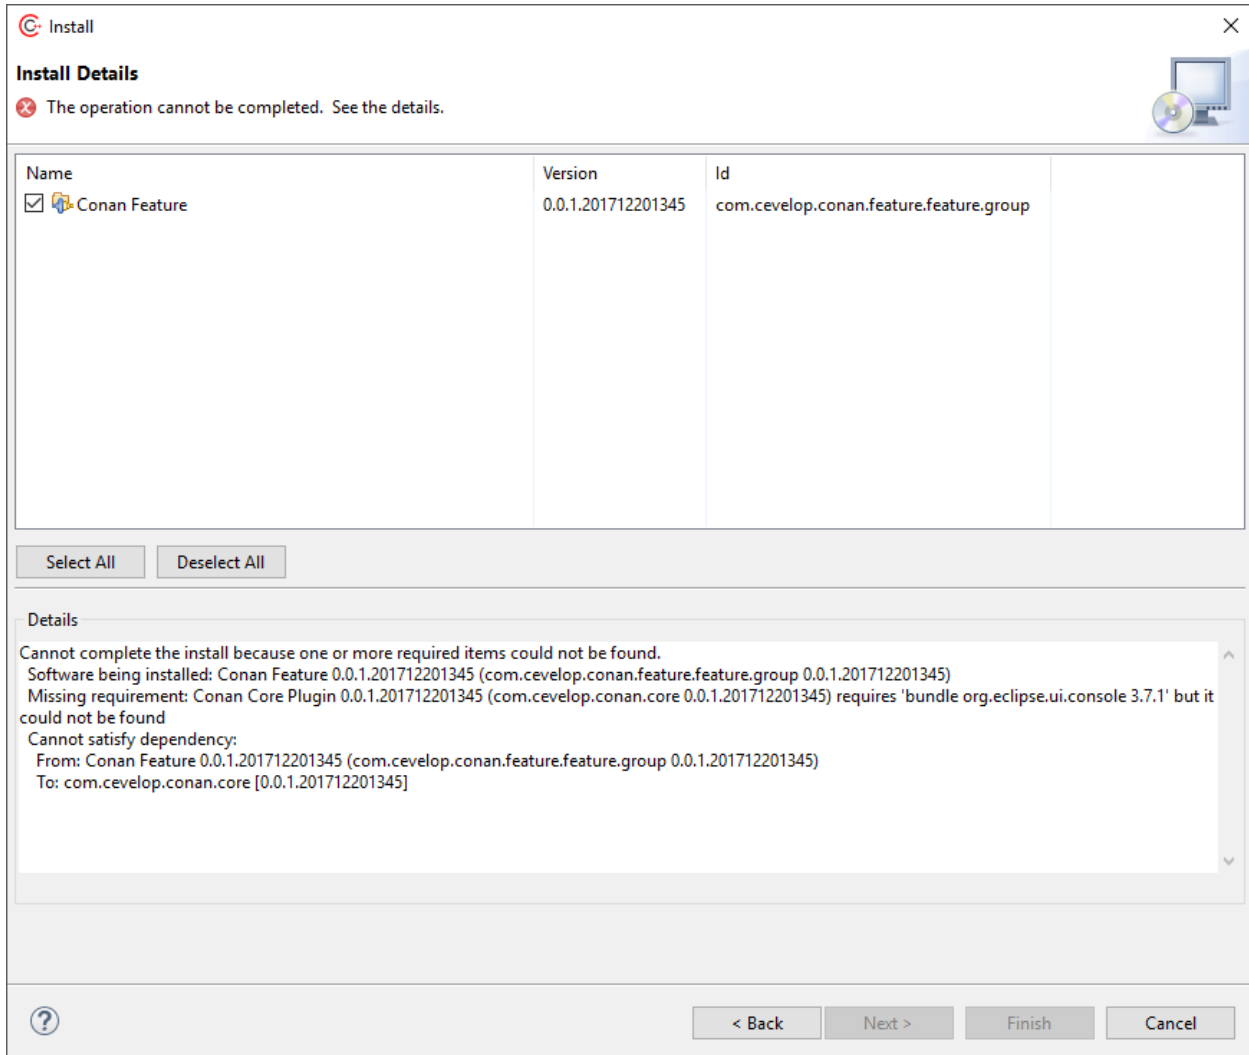 Install
Install Details
The operation cannot be completed.  See the details.
Name Version Id
Conan Feature 0.0.1.201712201345 com.cevelop.conan.feature.feature.group
Select All Deselect All
Details
Cannot complete the install because one or more required items could not be found.
Software being installed: Conan Feature 0.0.1.201712201345 (com.cevelop.conan.feature.feature.group 0.0.1.201712201345)
Missing requirement: Conan Core Plugin 0.0.1.201712201345 (com.cevelop.conan.core 0.0.1.201712201345) requires 'bundle org.eclipse.ui.console 3.7.1' but it
could not be found
Cannot satisfy dependency:
From: Conan Feature 0.0.1.201712201345 (com.cevelop.conan.feature.feature.group 0.0.1.201712201345)
To: com.cevelop.conan.core [0.0.1.201712201345]
? < Back Next > Finish Cancel